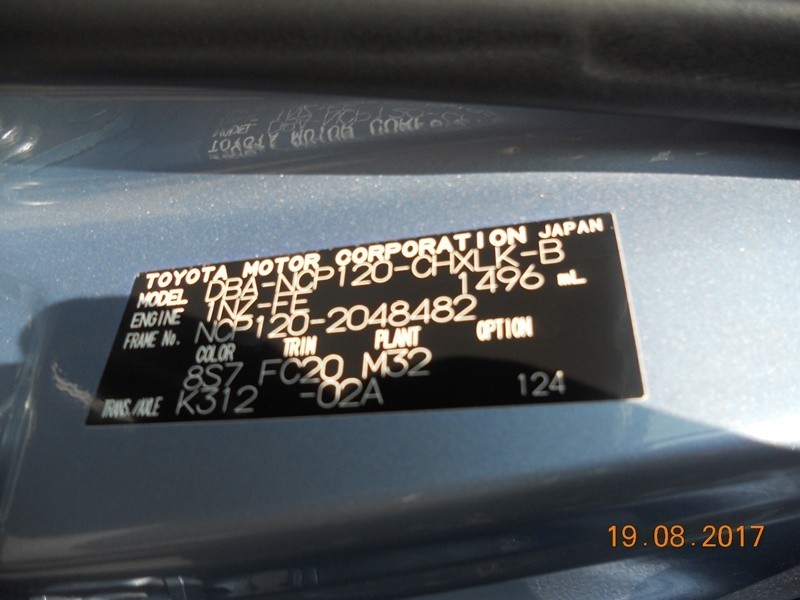 TOYOTA MOTOR CORPORATION JAPAN
MODEL DBA-NCP120-CHXLK-B
ENGINE 1NZ-FE 1496 mL
FRAME No. NCP120-2048482
COLOR TRIM PLANT OPTION
8S7 FC20 M32
TRANS./AXLE K312 -02A 124
19.08.2017